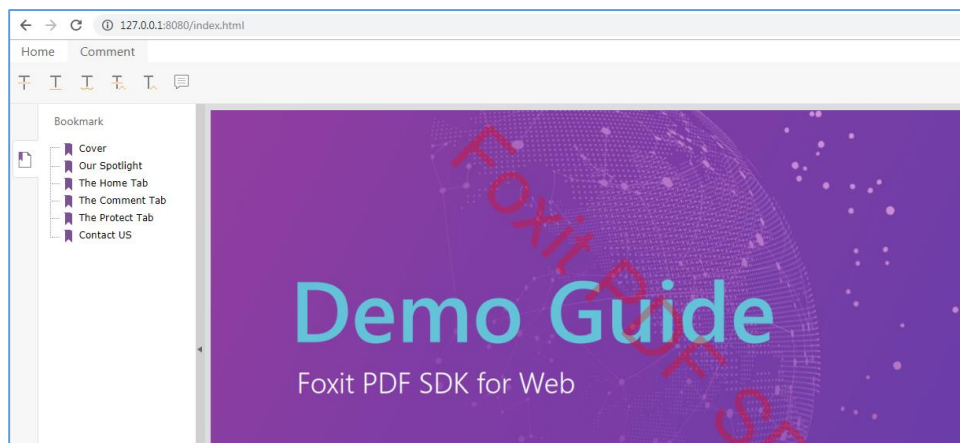 127.0.0.1:8080/index.html
Home Comment
Bookmark
Cover
Our Spotlight
The Home Tab
The Comment Tab
The Protect Tab
Contact US
Demo Guide
Foxit PDF SDK for Web
Foxit PDF